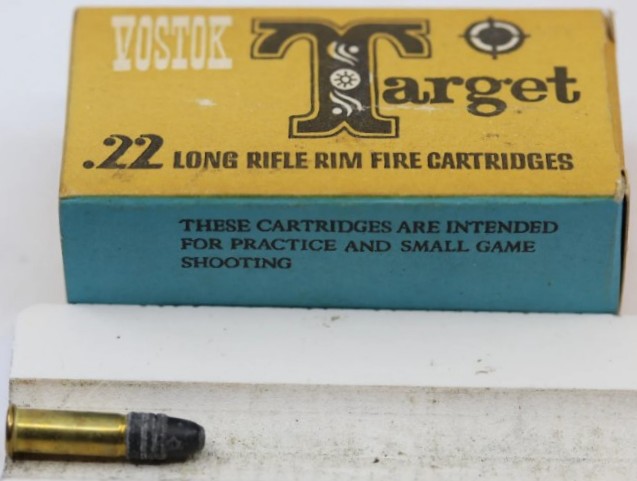 VOSTOK Target
.22 LONG RIFLE RIM FIRE CARTRIDGES
THESE CARTRIDGES ARE INTENDED
FOR PRACTICE AND SMALL GAME
SHOOTING